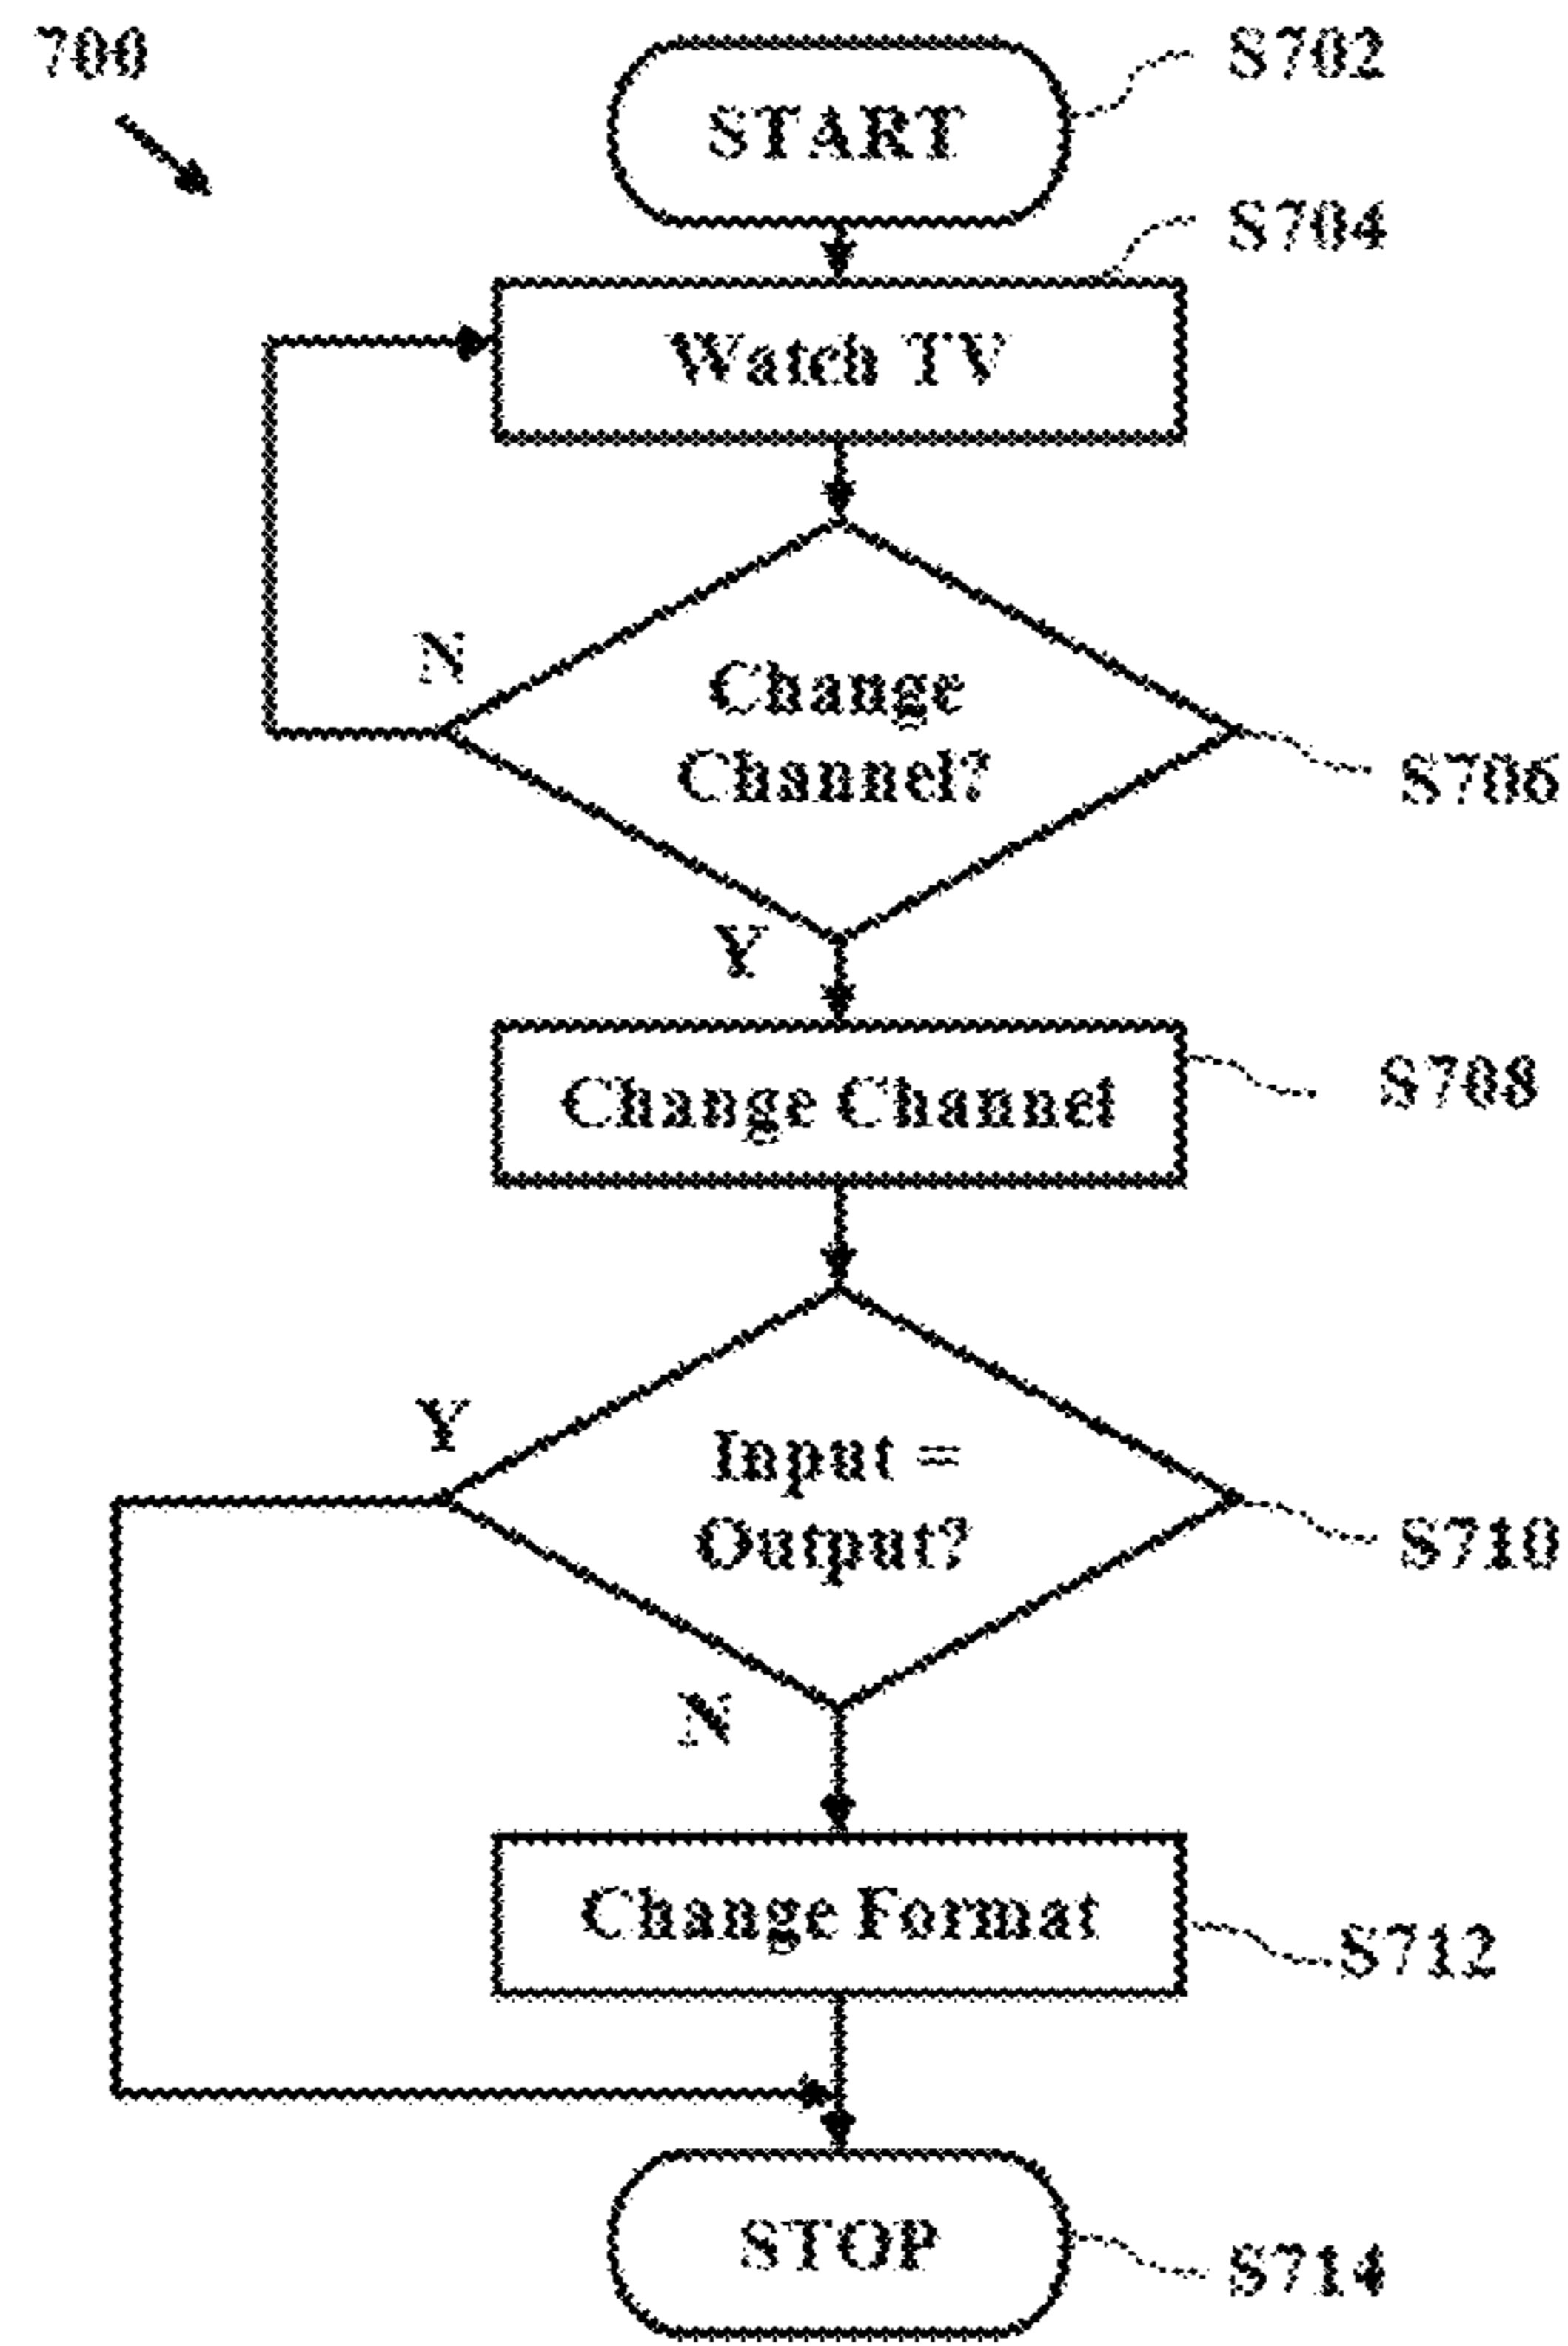 700
START
S702
S704
Watch TV
N
Change
Channel?
S706
Y
Change Channel
S708
Y
Input =
Output?
S710
N
Change Format
S712
STOP
S714